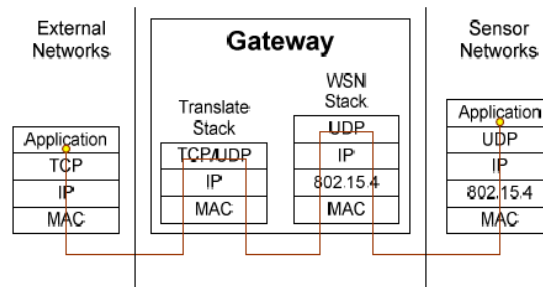 External
Networks
Application
TCP
IP
MAC
Gateway
Translate
Stack
TCP/UDP
IP
MAC
WSN
Stack
UDP
IP
802.15.4
MAC
Sensor
Networks
Application
UDP
IP
802.15.4
MAC